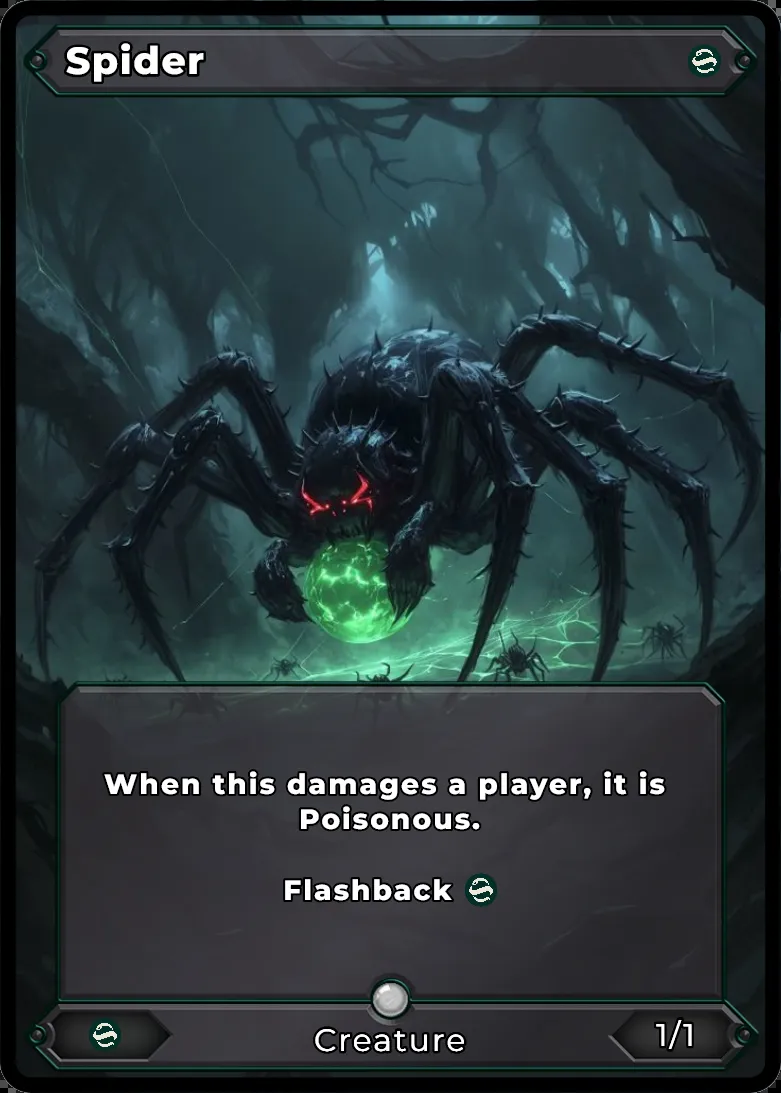 Spider
When this damages a player, it is
Poisonous.
Flashback
Creature
1/1